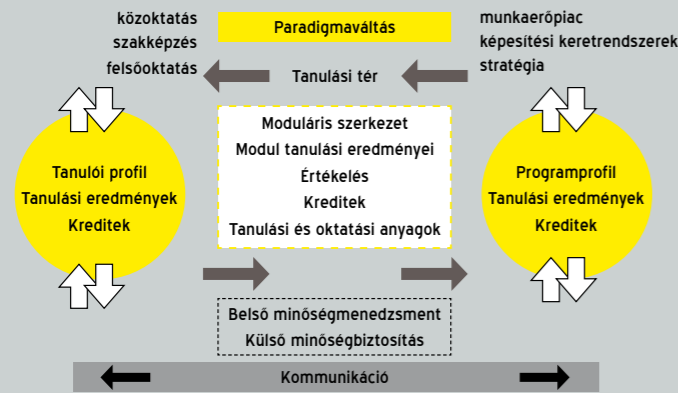 közoktatás
szakképzés
felsőoktatás
Paradigmaváltás
Tanulási tér
munkaerőpiac
képesítési keretrendszerek
stratégia
Tanulói profil
Tanulási eredmények
Kreditek
Moduláris szerkezet
Modul tanulási eredményei
Értékelés
Kreditek
Tanulási és oktatási anyagok
Programprofil
Tanulási eredmények
Kreditek
Belső minőségmenedzsment
Külső minőségbiztosítás
Kommunikáció